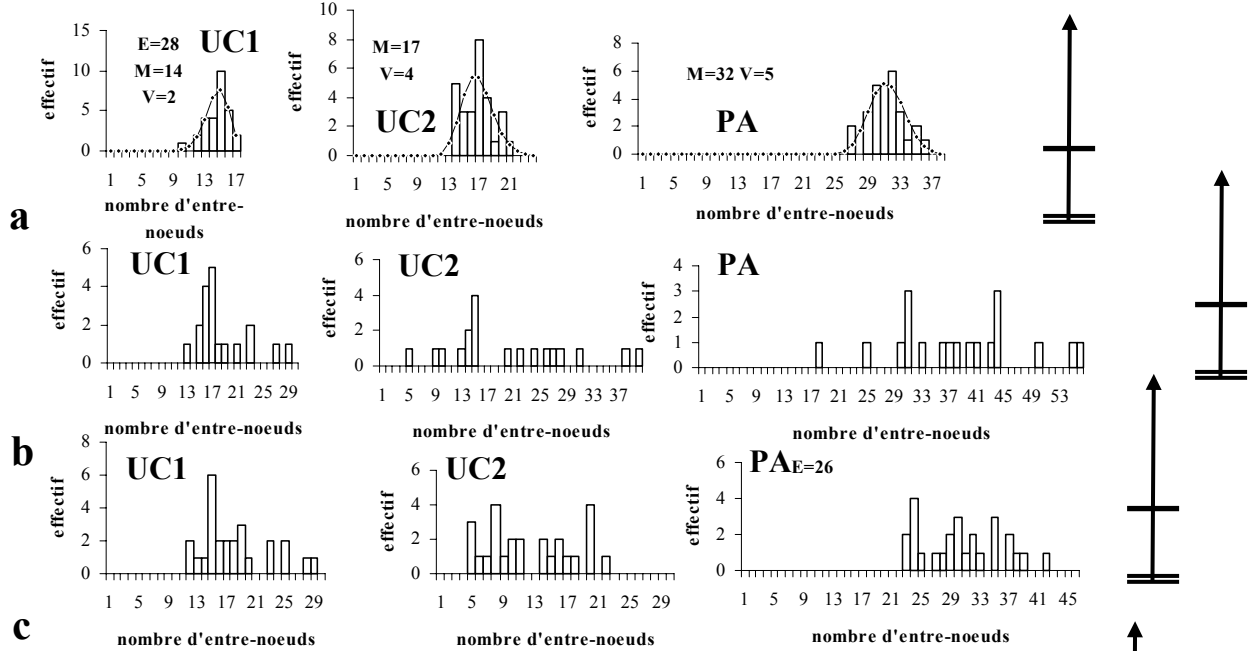 E=28
M=14
V=2
UC1
effectif
15
10
5
0
1 5 9 13 17
nombre d'entre-
noeuds
M=17
V=4
UC2
effectif
10
8
6
4
2
0
1 5 9 13 17 21
nombre d'entre-noeuds
M=32 V=5
PA
effectif
8
6
4
2
0
1 5 9 13 17 21 25 29 33 37
nombre d'entre-noeuds
a
UC1
effectif
6
4
2
0
1 5 9 13 17 21 25 29
nombre d'entre-noeuds
UC2
effectif
6
4
2
0
1 5 9 13 17 21 25 29 33 37
nombre d'entre-noeuds
PA
effectif
4
3
2
1
0
1 5 9 13 17 21 25 29 33 37 41 45 49 53
nombre d'entre-noeuds
b
UC1
effectif
8
6
4
2
0
1 5 9 13 17 21 25 29
nombre d'entre-noeuds
UC2
effectif
6
4
2
0
1 5 9 13 17 21 25 29
nombre d'entre-noeuds
PA E=26
effectif
6
4
2
0
1 5 9 13 17 21 25 29 33 37 41 45
nombre d'entre-noeuds
c